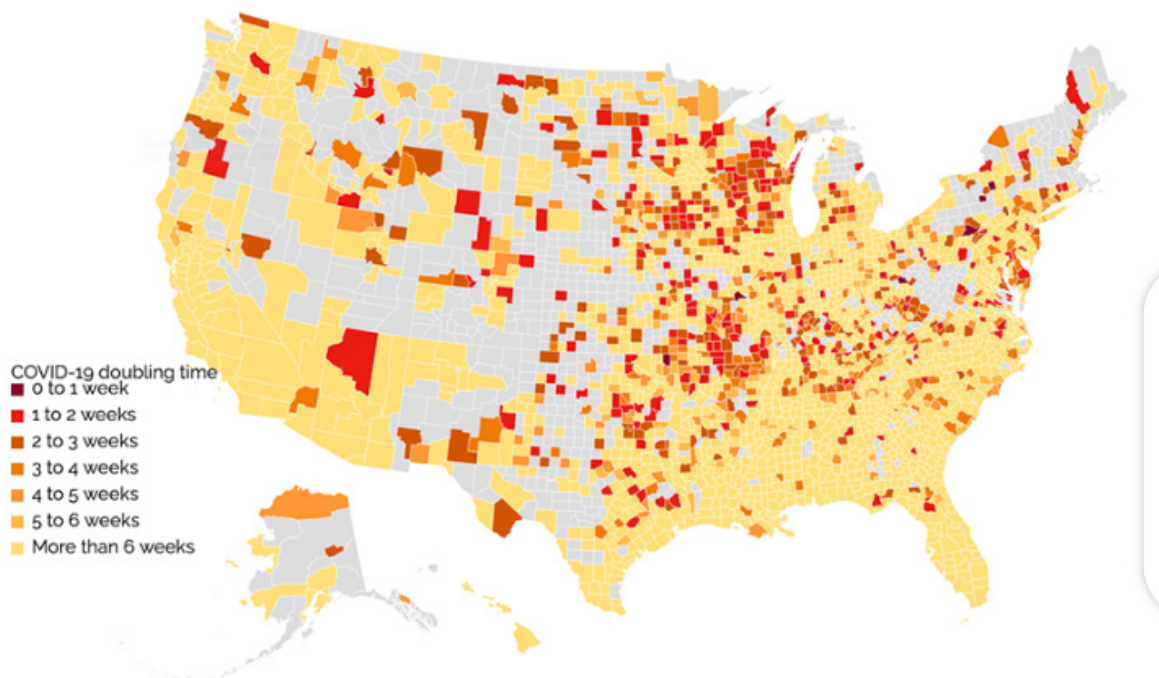 COVID-19 doubling time
0 to 1 week
1 to 2 weeks
2 to 3 weeks
3 to 4 weeks
4 to 5 weeks
5 to 6 weeks
More than 6 weeks